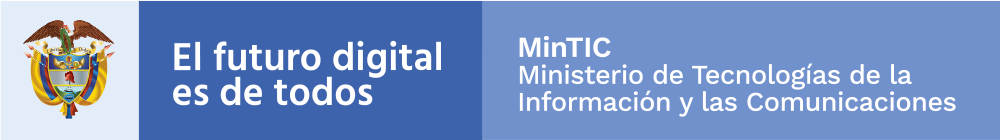 El futuro digital
es de todos
MinTIC
Ministerio de Tecnologías de la
Información y las Comunicaciones